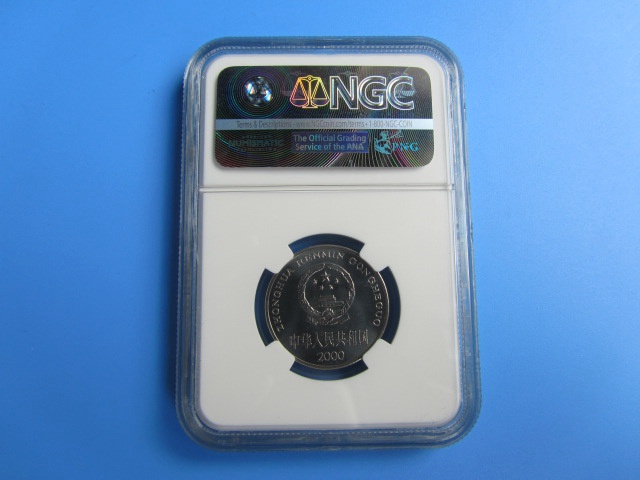 NGC
Terms & Descriptions • www.NGCcoin.com/terms • 1-800-NGC-COIN
NUMISMATIC
The Official Grading
Service of the ANA
PNG
ZHONGHUA RENMIN GONGHEGUO
中华人民共和国
2000